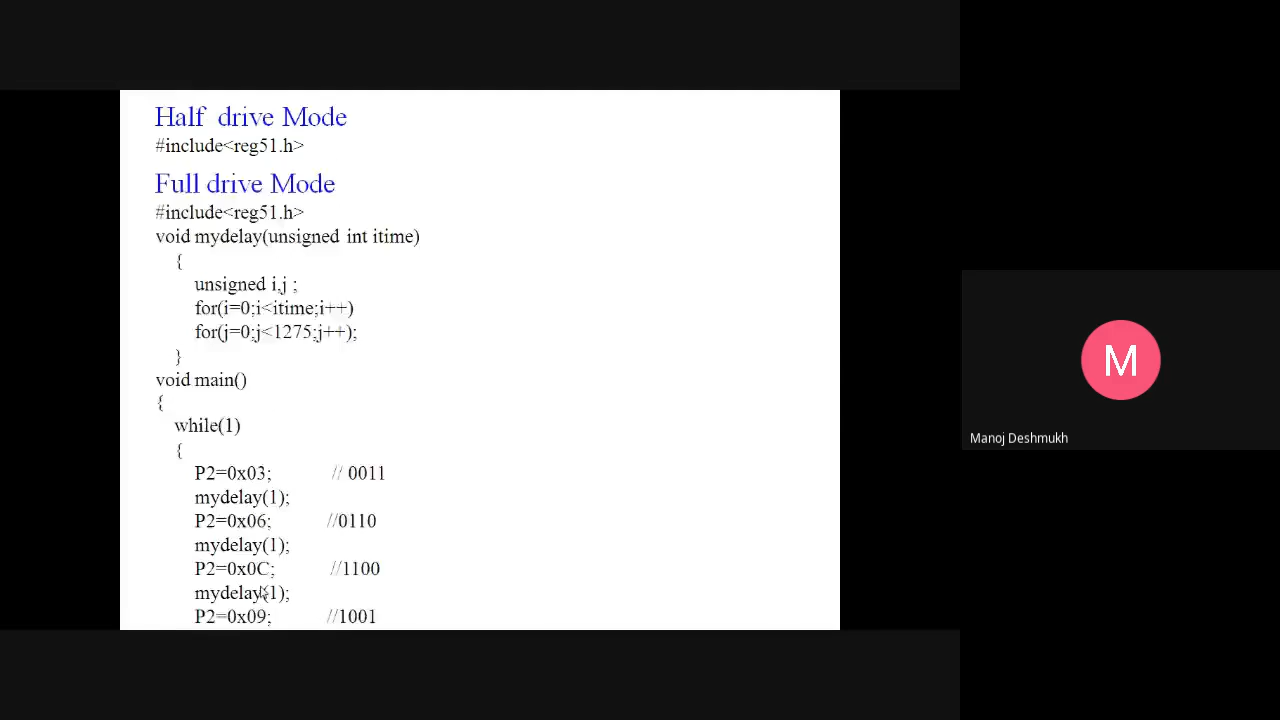 Half drive Mode
#include<reg51.h>
Full drive Mode
#include<reg51.h>
void mydelay(unsigned int itime)
{
unsigned i,j ;
for(i=0;i<itime;i++)
for(j=0;j<1275;j++);
}
void main()
{
while(1)
{
P2=0x03; // 0011
mydelay(1);
P2=0x06; //0110
mydelay(1);
P2=0x0C; //1100
mydelay(1);
P2=0x09; //1001
M
Manoj Deshmukh